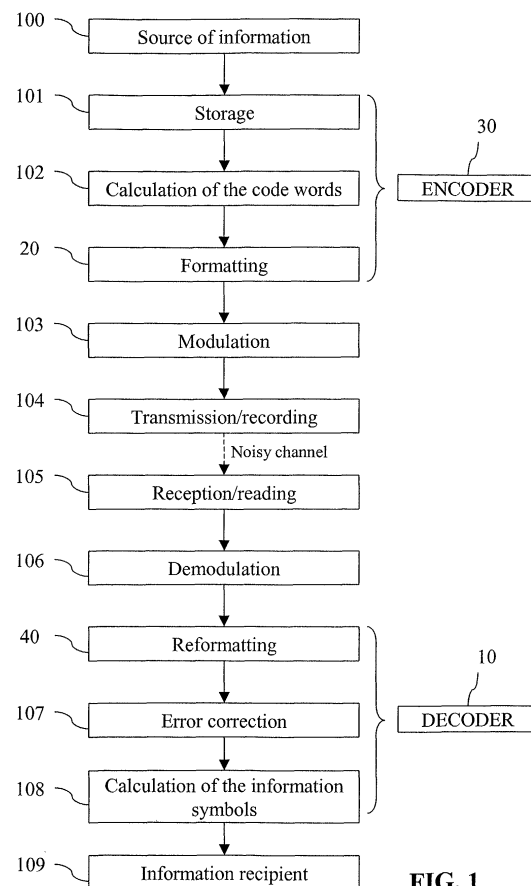 100
Source of information
101
Storage
30
102
Calculation of the code words
ENCODER
20
Formatting
103
Modulation
104
Transmission/recording
Noisy channel
105
Reception/reading
106
Demodulation
40
Reformatting
10
107
Error correction
DECODER
108
Calculation of the information
symbols
109
Information recipient
FIG. 1